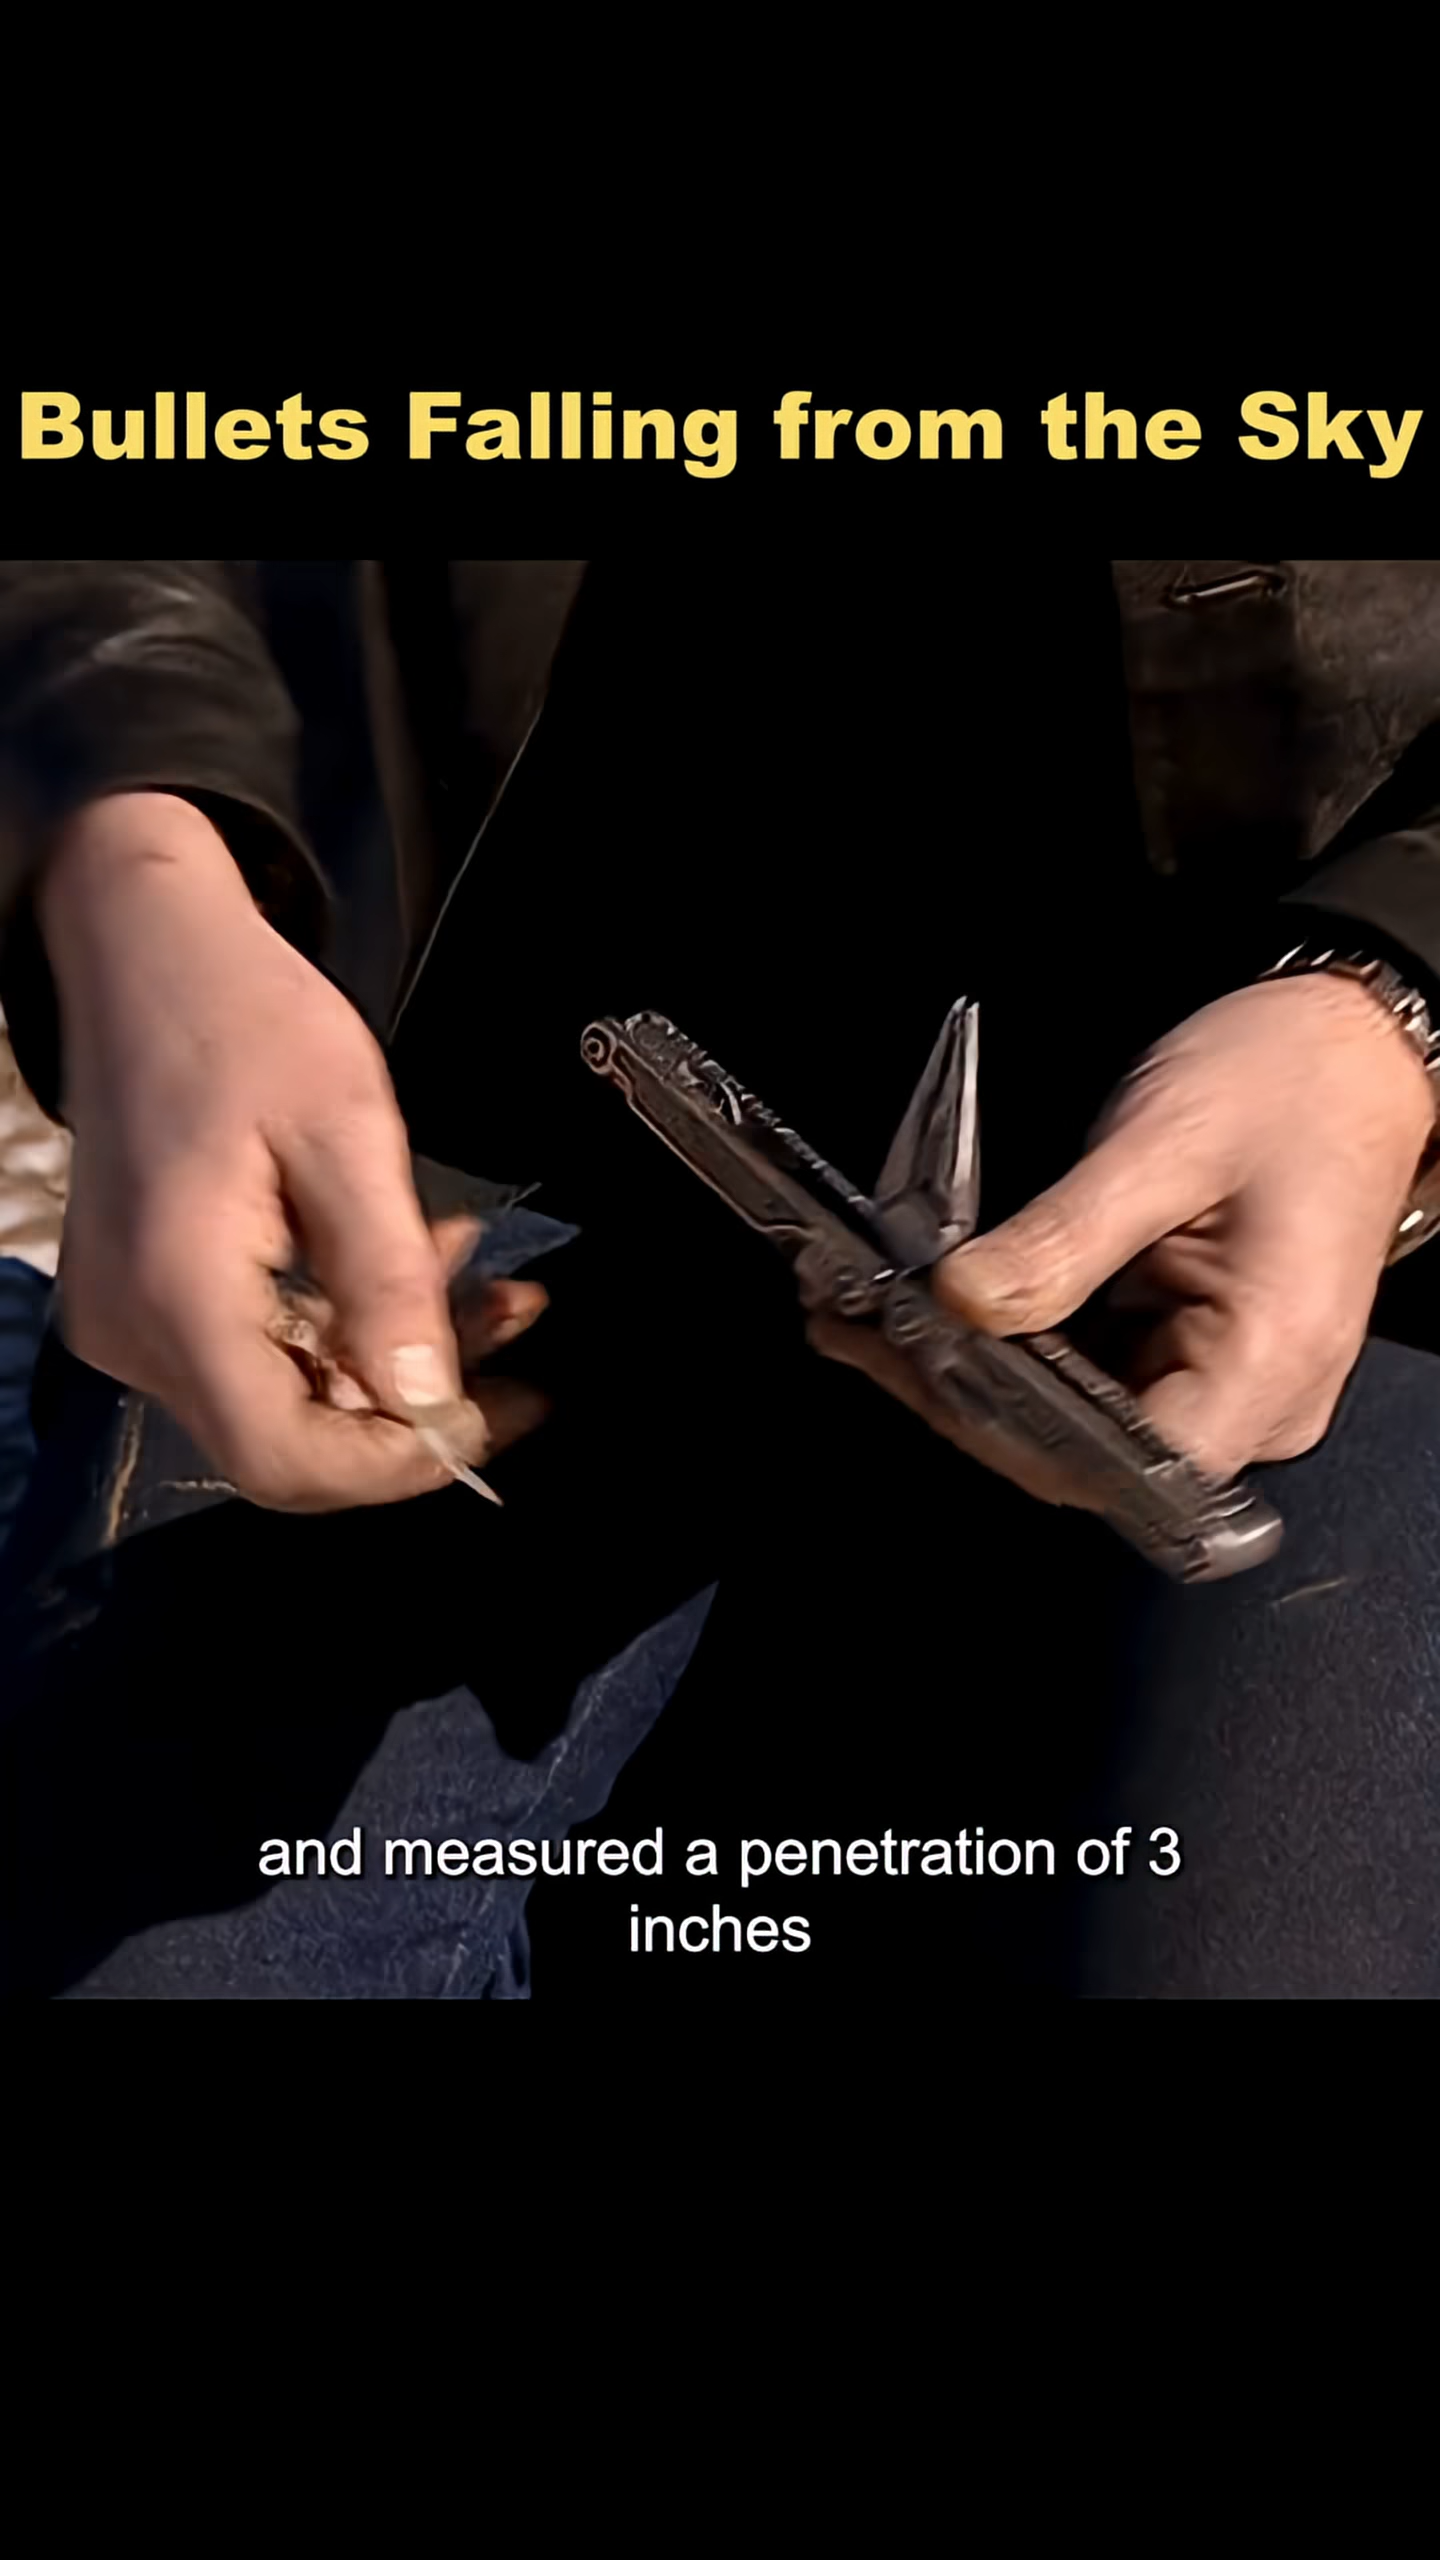 Bullets Falling from the Sky
and measured a penetration of 3
inches